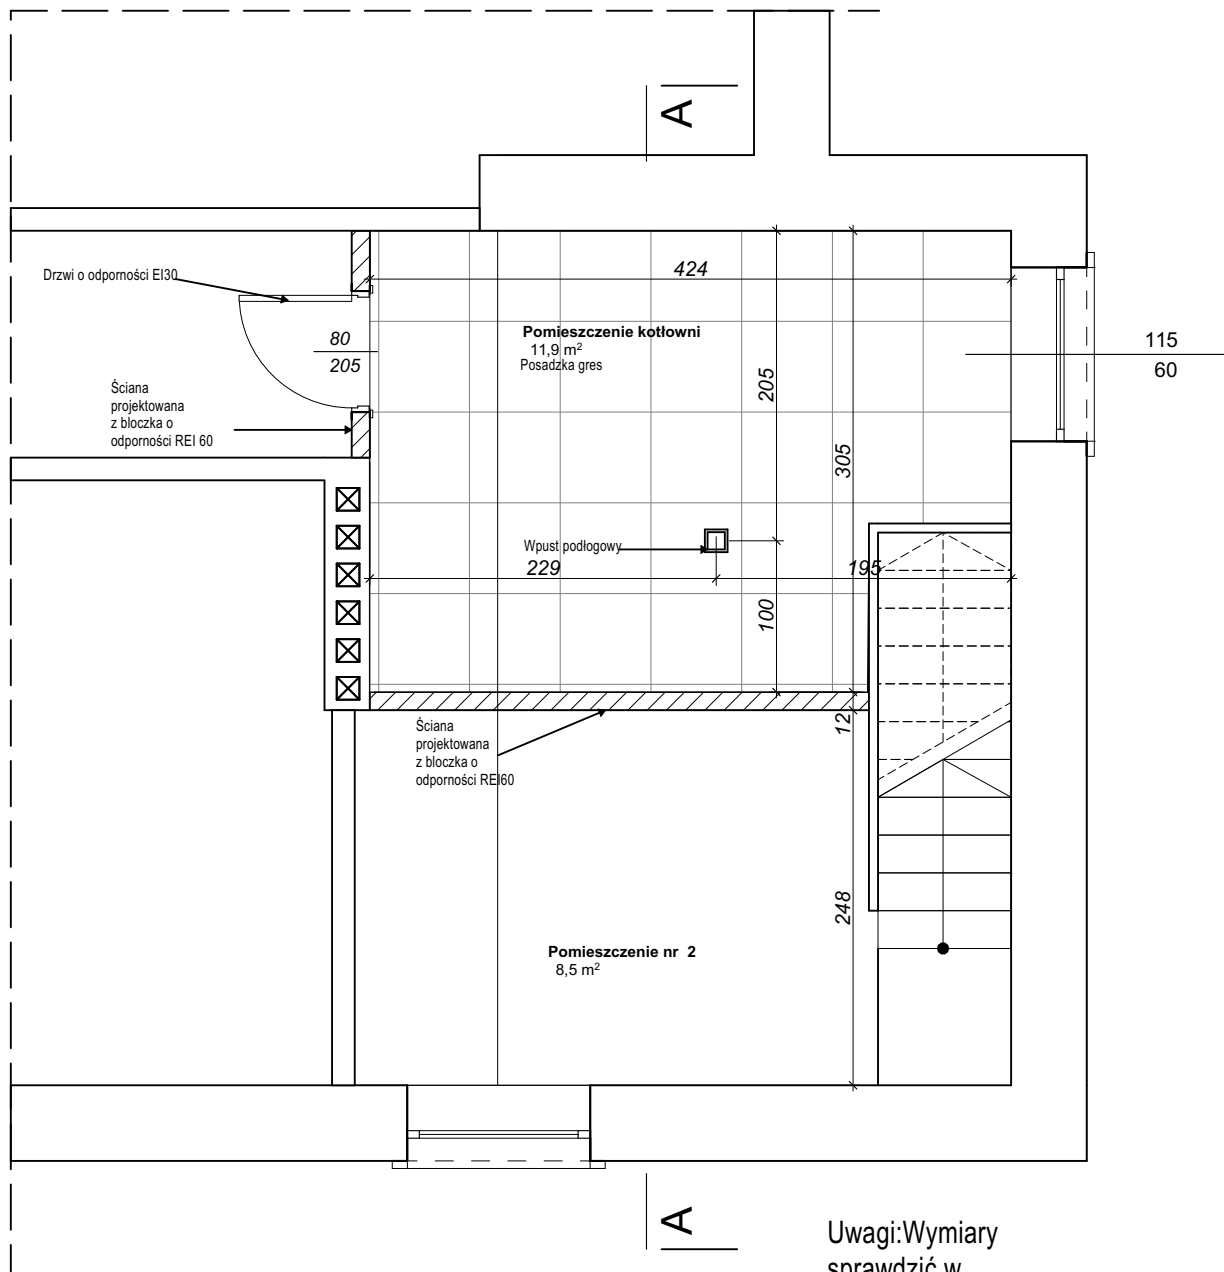 A
Drzwi o odporności EI30
424
Pomieszczenie kotłowni
11,9 m²
Posadzka gres
80
205
115
60
205
305
Ściana
projektowana
z bloczka o
odporności REI 60
Wpust podłogowy
229
195
100
12
Ściana
projektowana
z bloczka o
odporności REI60
248
Pomieszczenie nr 2
8,5 m²
A
Uwagi:Wymiary
sprawdzić w